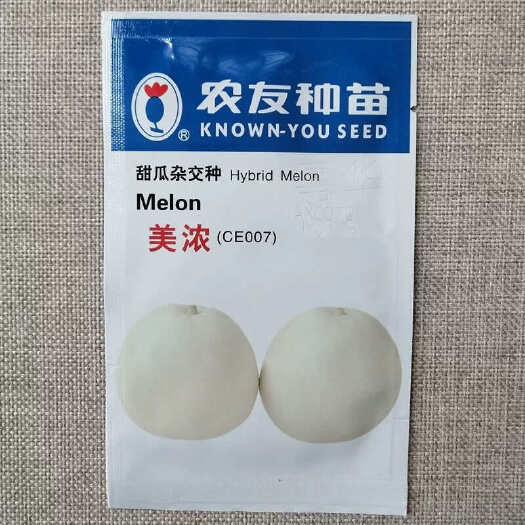 农友种苗
®
KNOWN-YOU SEED
甜瓜杂交种 Hybrid Melon
Melon
美浓 (CE007)